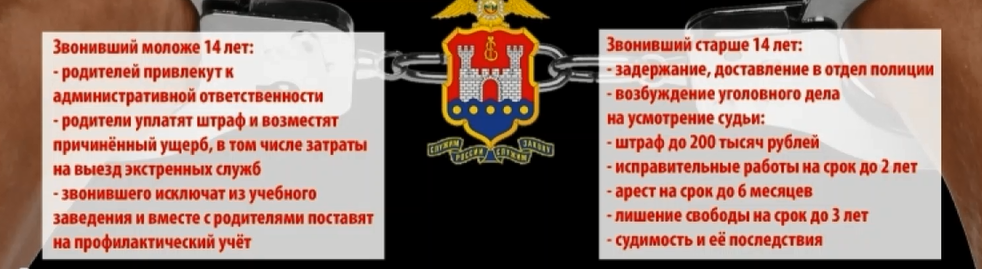 Звонивший моложе 14 лет:
- родителей привлекут к
административной ответственности
- родители уплатят штраф и возместят
причинённый ущерб, в том числе затраты
на выезд экстренных служб
- звонившего исключат из учебного
заведения и вместе с родителями поставят
на профилактический учёт
СЛУЖИМ РОССИИ СЛУЖИМ ЗАКОНУ
Звонивший старше 14 лет:
- задержание, доставление в отдел полиции
- возбуждение уголовного дела
на усмотрение судьи:
- штраф до 200 тысяч рублей
- исправительные работы на срок до 2 лет
- арест на срок до 6 месяцев
- лишение свободы на срок до 3 лет
- судимость и её последствия